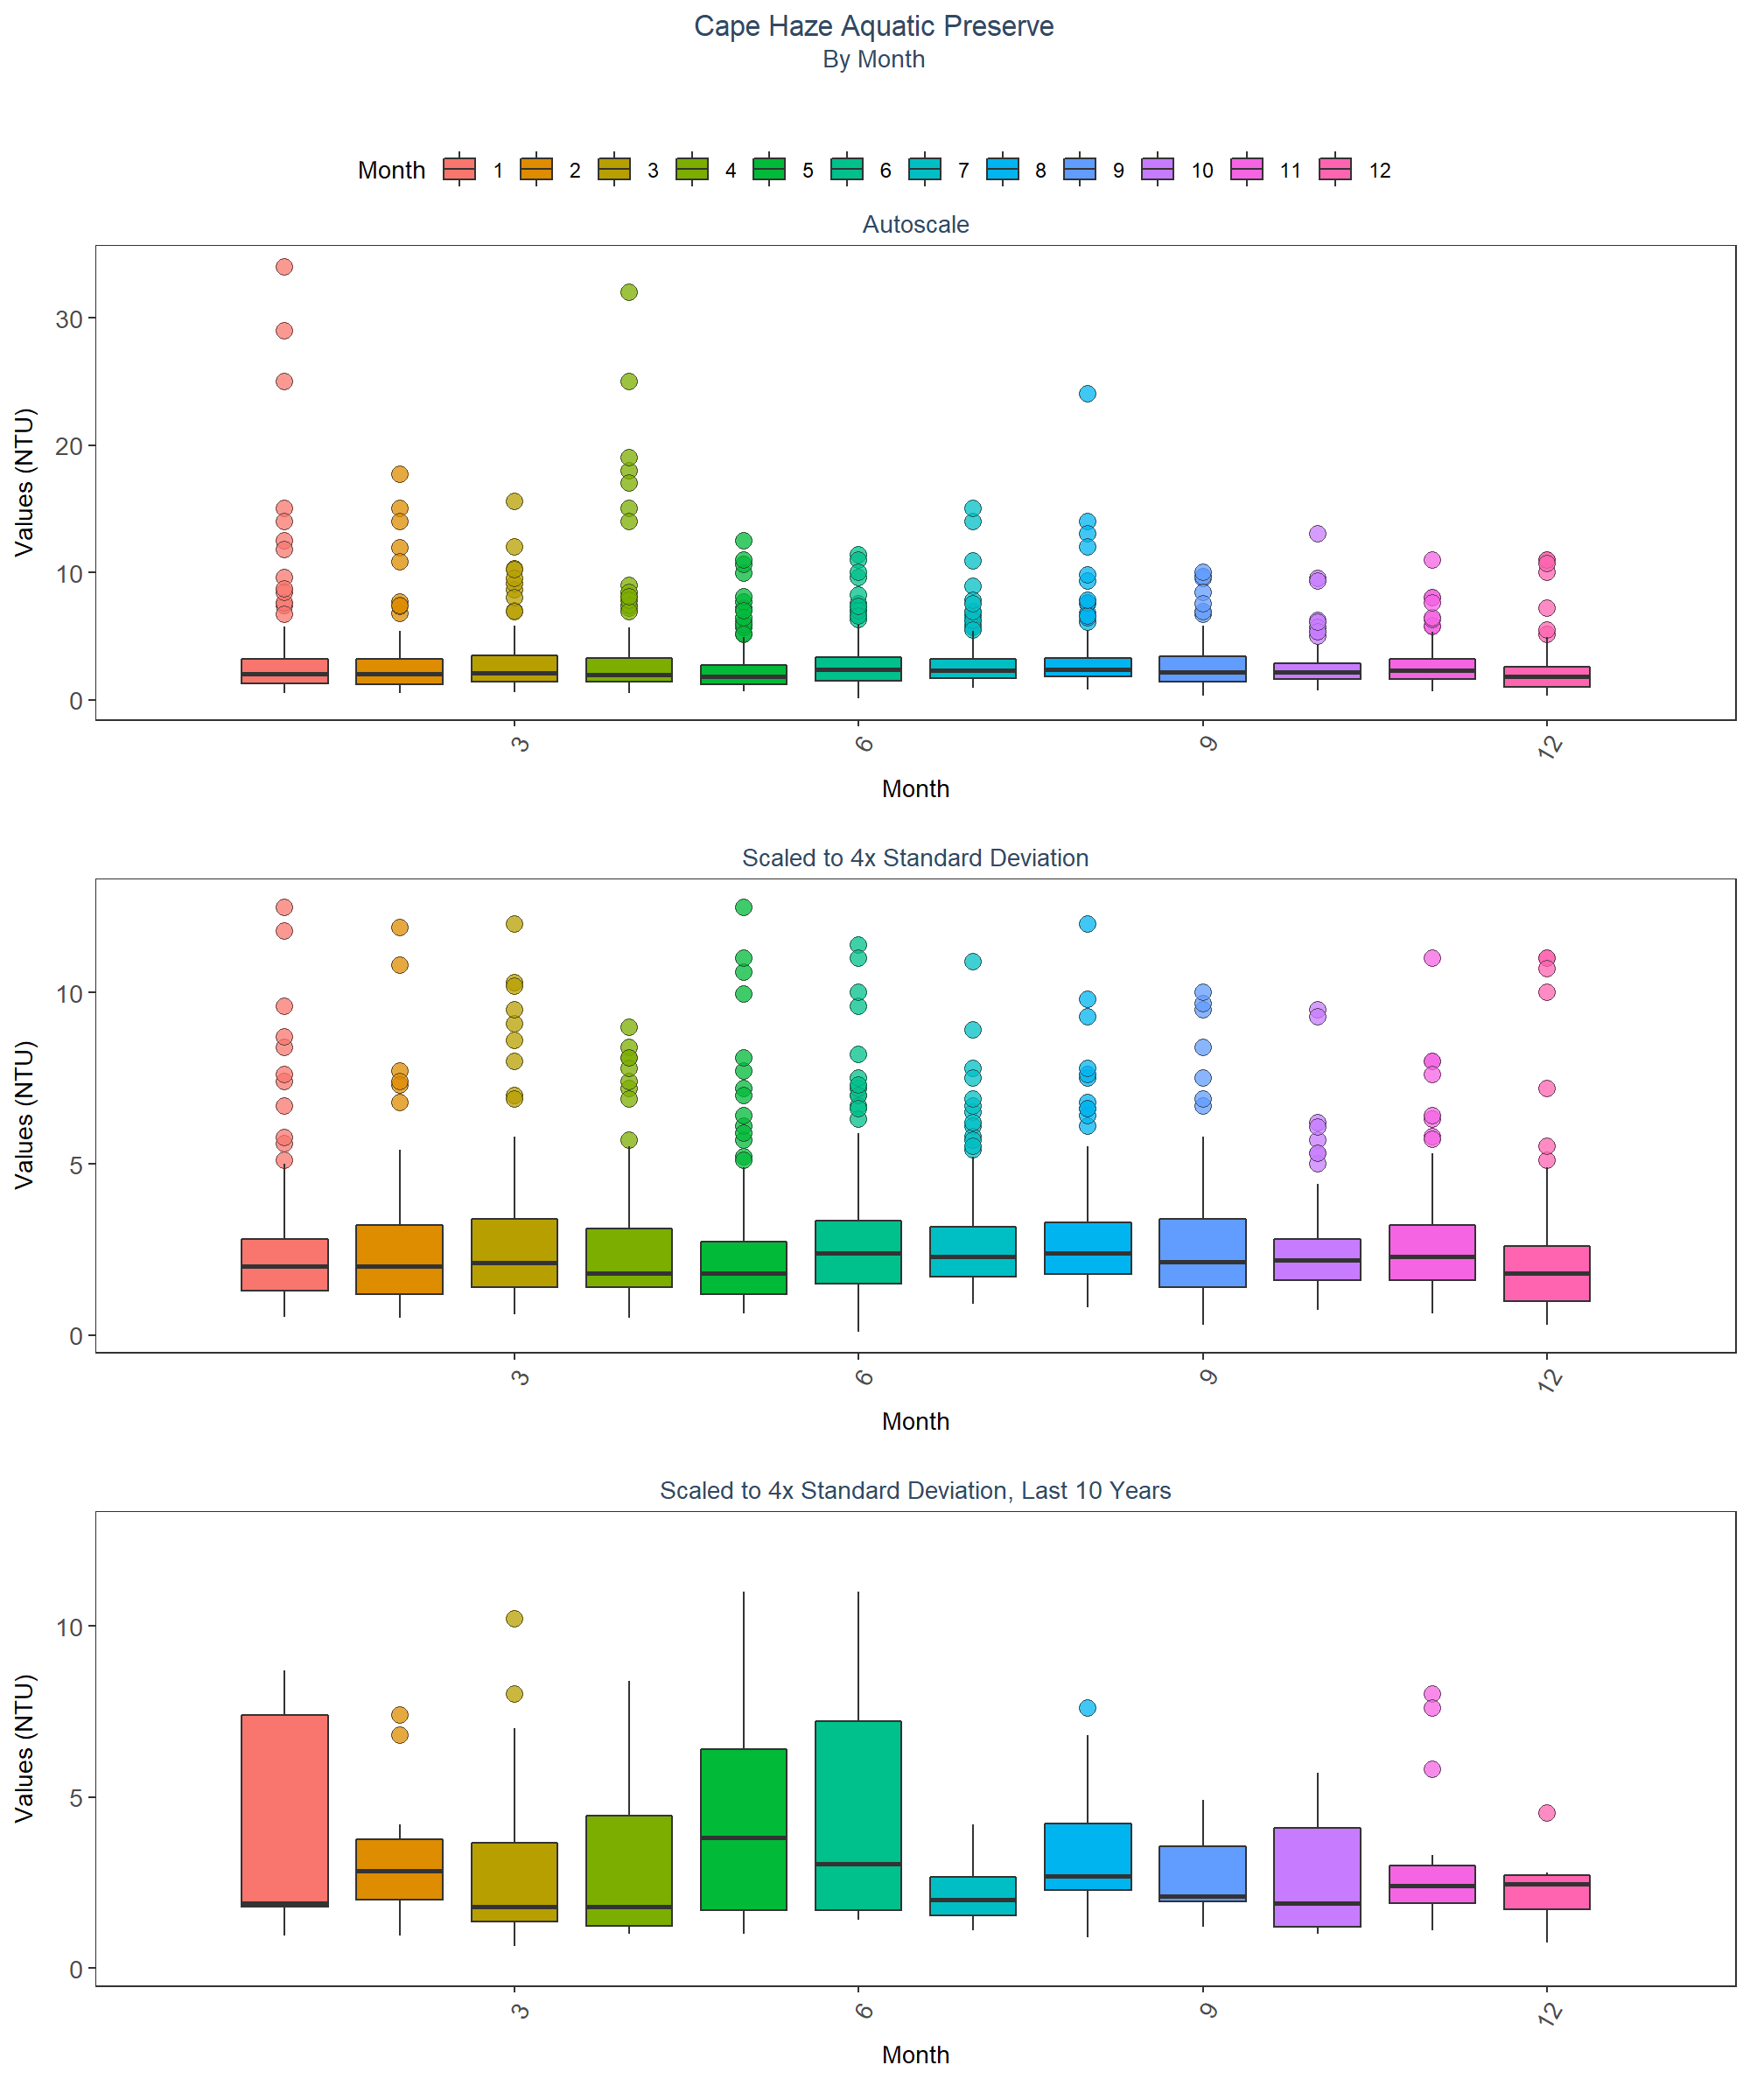 Cape Haze Aquatic Preserve
By Month
Month 1 2 3 4 5 6 7 8 9 10 11 12
Autoscale
Values (NTU)
30
20
10
0
3 6 9 12
Month
Scaled to 4x Standard Deviation
Values (NTU)
10
5
0
3 6 9 12
Month
Scaled to 4x Standard Deviation, Last 10 Years
Values (NTU)
10
5
0
3 6 9 12
Month